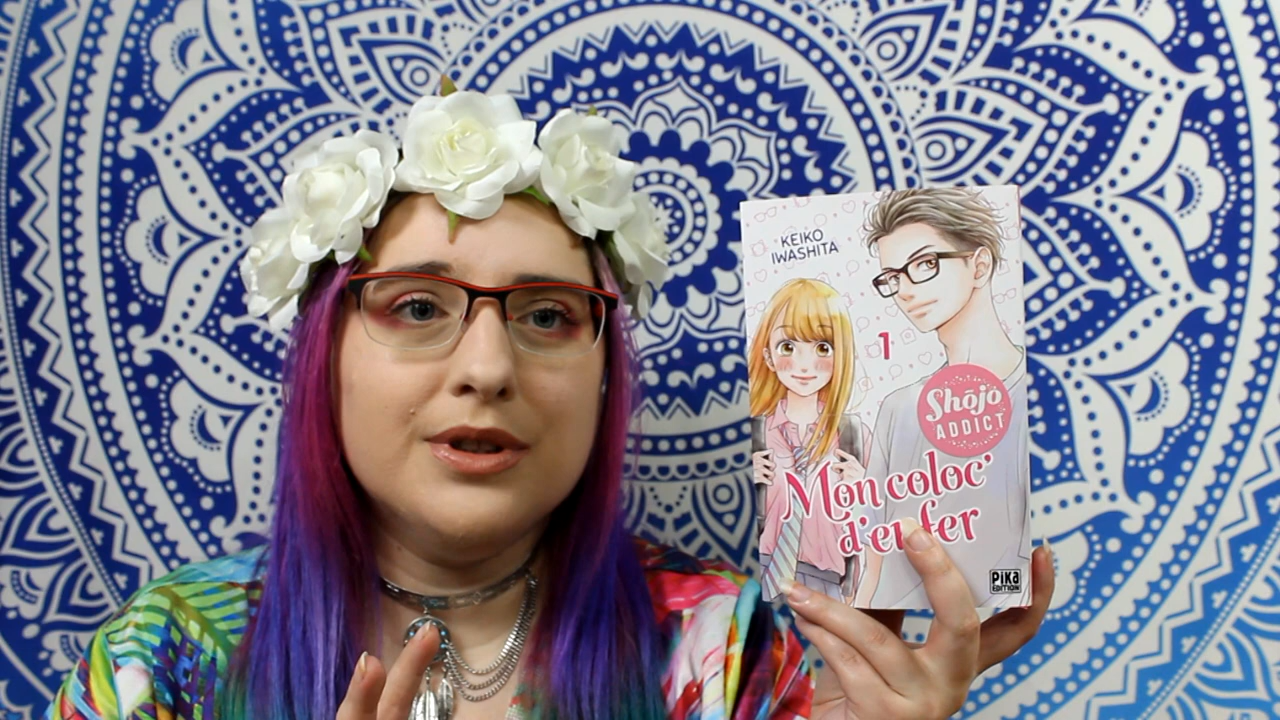 KEIKO
IWASHITA
1
Shōjo
ADDICT
Mon coloc'
d'enfer
PIKA
ÉDITION